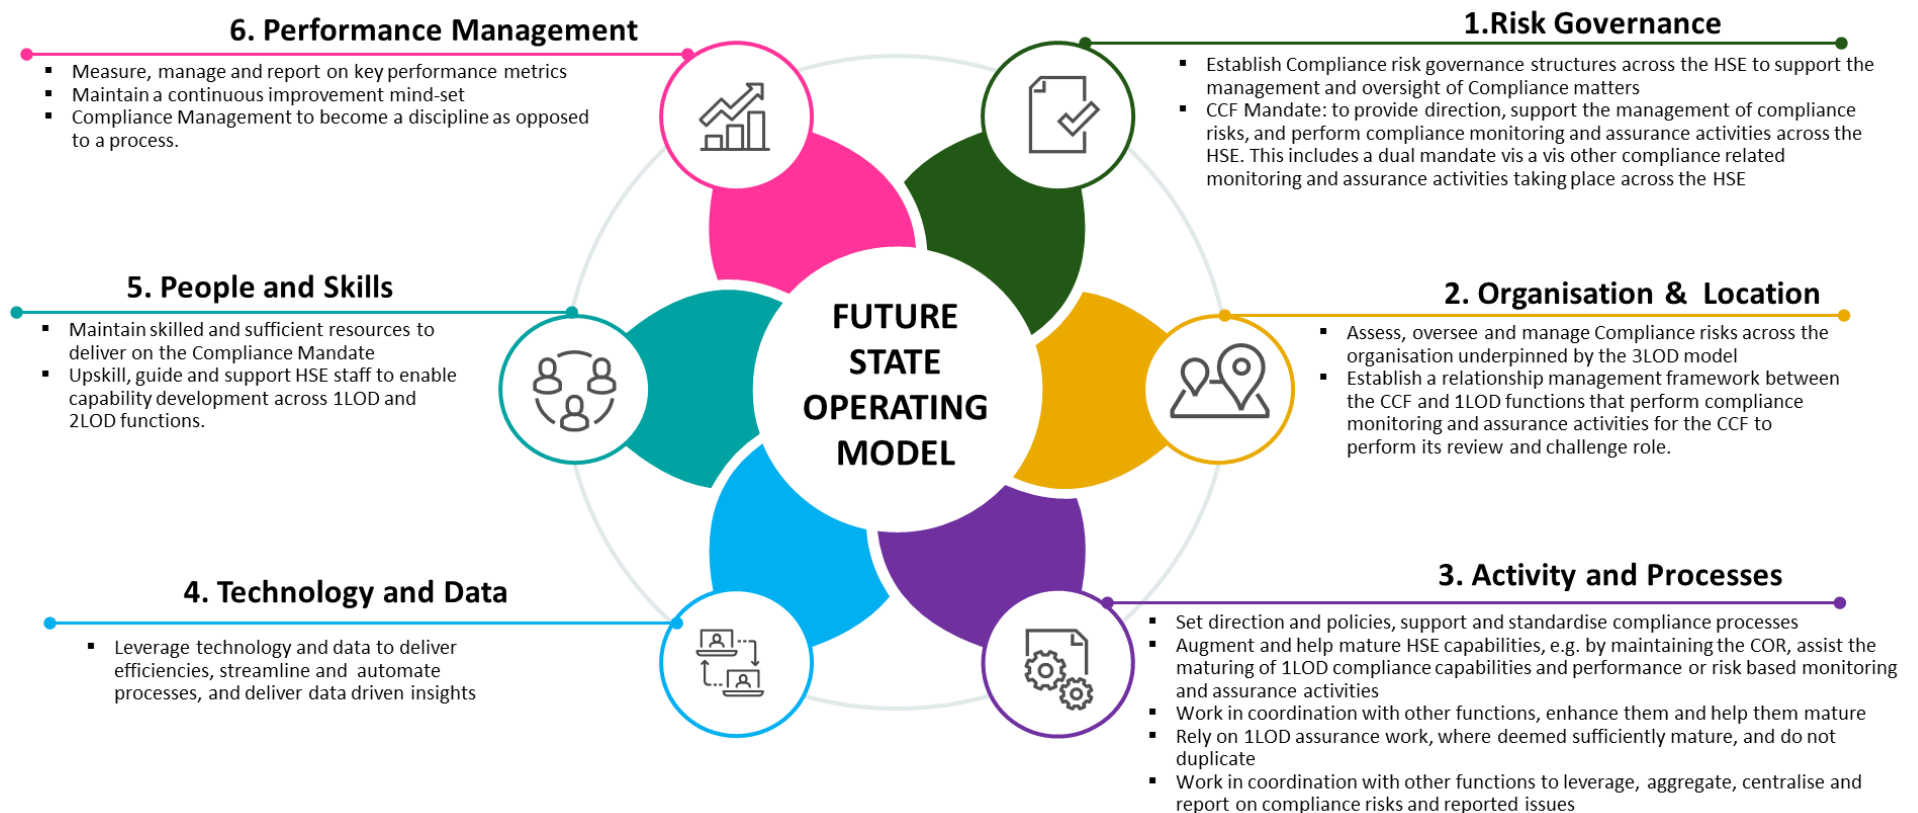 FUTURE
STATE
OPERATING
MODEL
1.Risk Governance
▪ Establish Compliance risk governance structures across the HSE to support the
management and oversight of Compliance matters
▪ CCF Mandate: to provide direction, support the management of compliance
risks, and perform compliance monitoring and assurance activities across the
HSE. This includes a dual mandate vis a vis other compliance related
monitoring and assurance activities taking place across the HSE
2. Organisation & Location
▪ Assess, oversee and manage Compliance risks across the
organisation underpinned by the 3LOD model
▪ Establish a relationship management framework between
the CCF and 1LOD functions that perform compliance
monitoring and assurance activities for the CCF to
perform its review and challenge role.
3. Activity and Processes
▪ Set direction and policies, support and standardise compliance processes
▪ Augment and help mature HSE capabilities, e.g. by maintaining the COR, assist the
maturing of 1LOD compliance capabilities and performance or risk based monitoring
and assurance activities
▪ Work in coordination with other functions, enhance them and help them mature
▪ Rely on 1LOD assurance work, where deemed sufficiently mature, and do not
duplicate
▪ Work in coordination with other functions to leverage, aggregate, centralise and
report on compliance risks and reported issues
4. Technology and Data
▪ Leverage technology and data to deliver
efficiencies, streamline and automate
processes, and deliver data driven insights
5. People and Skills
▪ Maintain skilled and sufficient resources to
deliver on the Compliance Mandate
▪ Upskill, guide and support HSE staff to enable
capability development across 1LOD and
2LOD functions.
6. Performance Management
▪ Measure, manage and report on key performance metrics
▪ Maintain a continuous improvement mind-set
▪ Compliance Management to become a discipline as opposed
to a process.